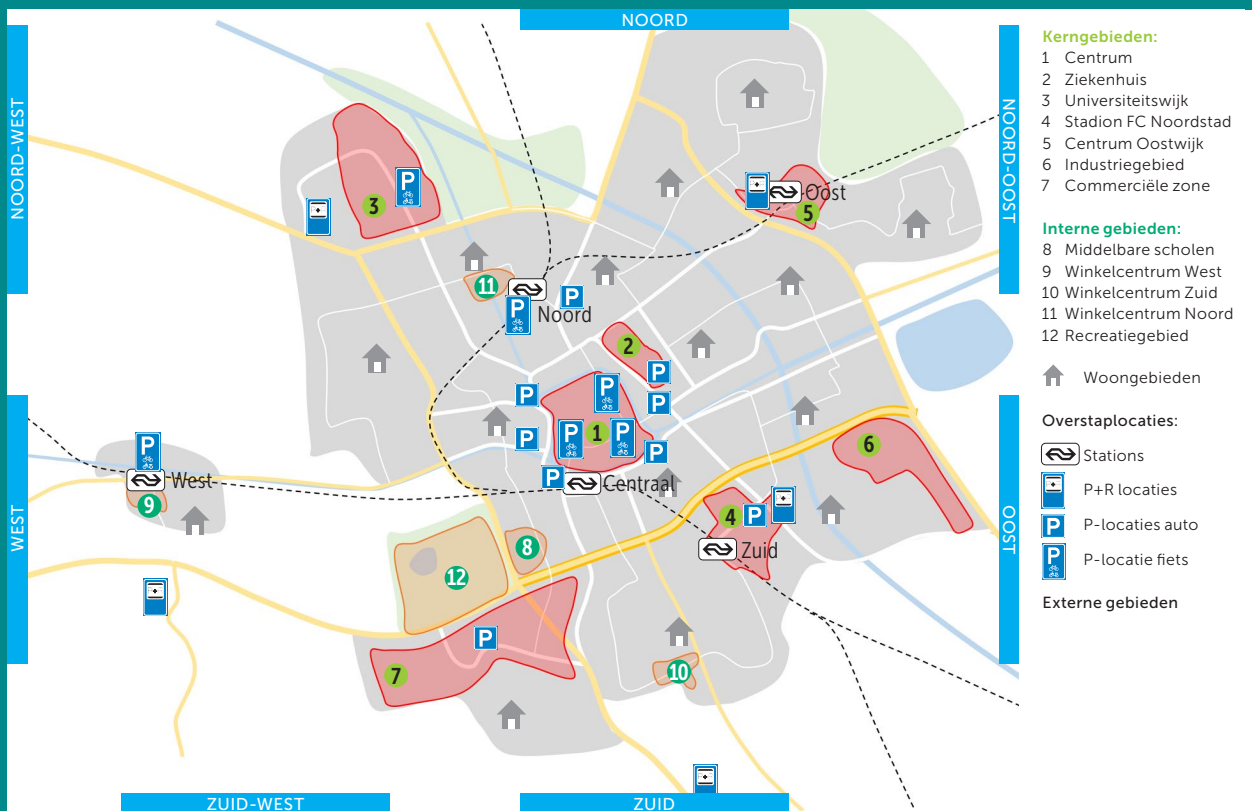 NOORD
NOORD-WEST
NOORD-OOST
WEST
OOST
ZUID-WEST
ZUID
3
P
5
Oost
11
P
Noord
P
2
P
P
P
P
1
P
P
P
P
P
P
Centraal
6
P
West
9
4
P
Zuid
8
12
P
7
10
Kerngebieden:
1 Centrum
2 Ziekenhuis
3 Universiteitswijk
4 Stadion FC Noordstad
5 Centrum Oostwijk
6 Industriegebied
7 Commerciële zone
Interne gebieden:
8 Middelbare scholen
9 Winkelcentrum West
10 Winkelcentrum Zuid
11 Winkelcentrum Noord
12 Recreatiegebied
Woongebieden
Overstaplocaties:
Stations
P+R locaties
P P-locaties auto
P P-locatie fiets
Externe gebieden